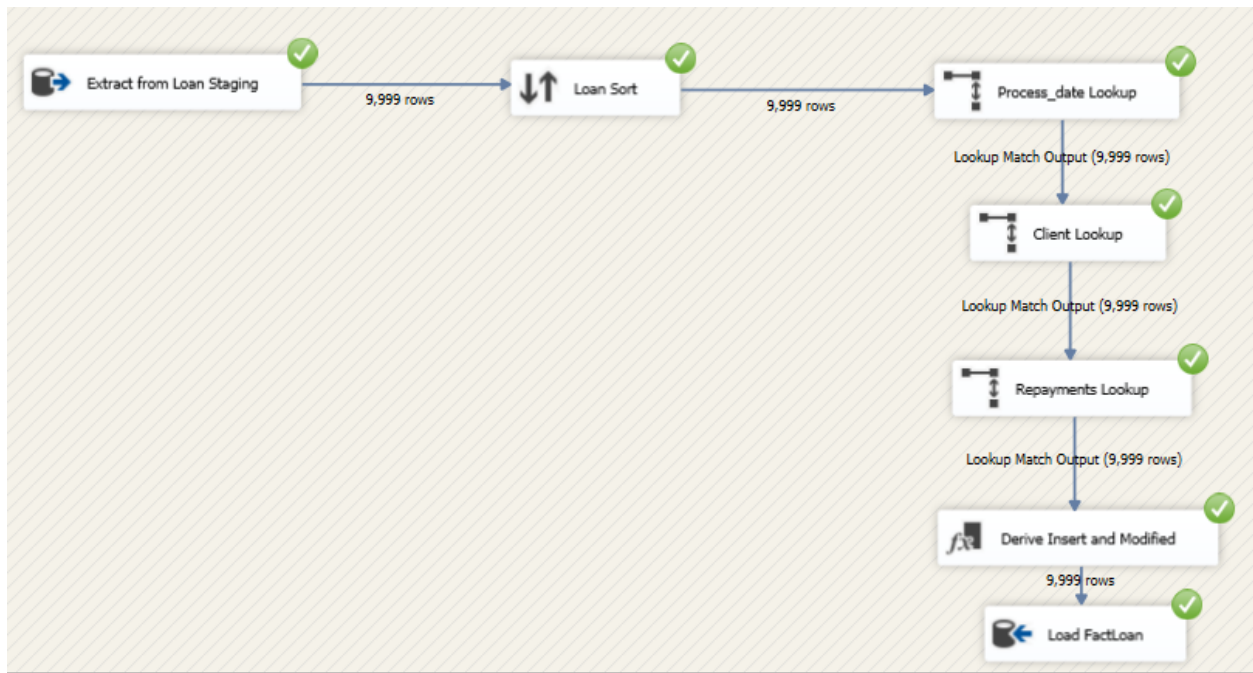 Extract from Loan Staging
9,999 rows
Loan Sort
9,999 rows
Process_date Lookup
Lookup Match Output (9,999 rows)
Client Lookup
Lookup Match Output (9,999 rows)
Repayments Lookup
Lookup Match Output (9,999 rows)
Derive Insert and Modified
9,999 rows
Load FactLoan